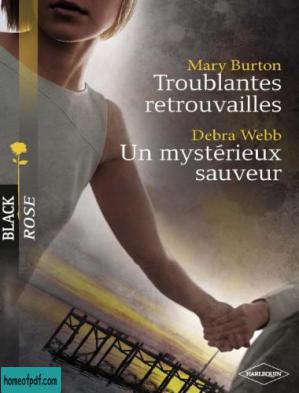 Mary Burton
Troublantes
retrouvailles
Debra Webb
Un mystérieux
sauveur
BLACK
ROSE
HARLEQUIN
homeofpdf.com